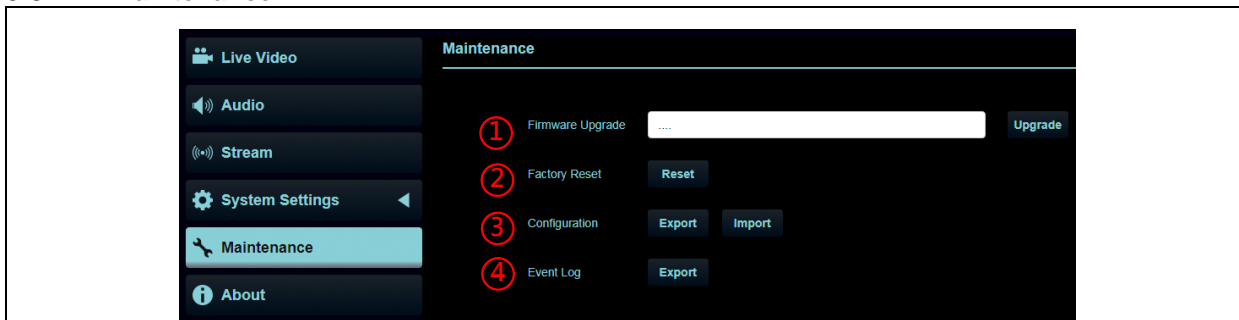 Live Video
Audio
Stream
System Settings
Maintenance
About
Maintenance
① Firmware Upgrade .... Upgrade
② Factory Reset Reset
③ Configuration Export Import
④ Event Log Export